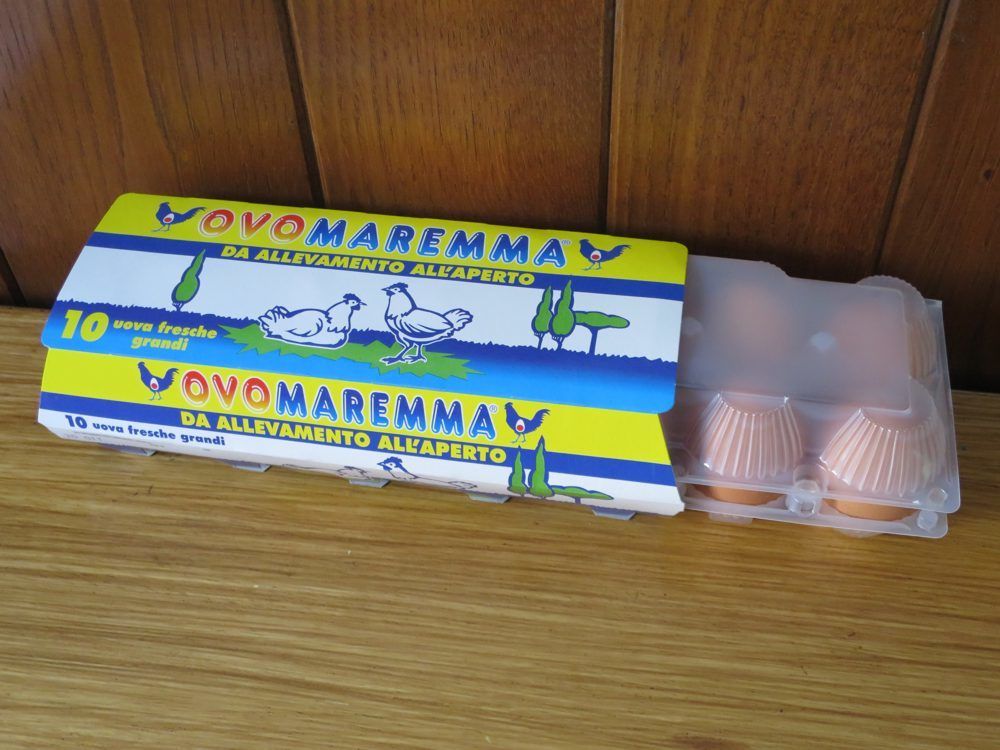 OVOMAREMMA®
DA ALLEVAMENTO ALL'APERTO
10 uova fresche
grandi
OVOMAREMMA®
DA ALLEVAMENTO ALL'APERTO
10 uova fresche grandi